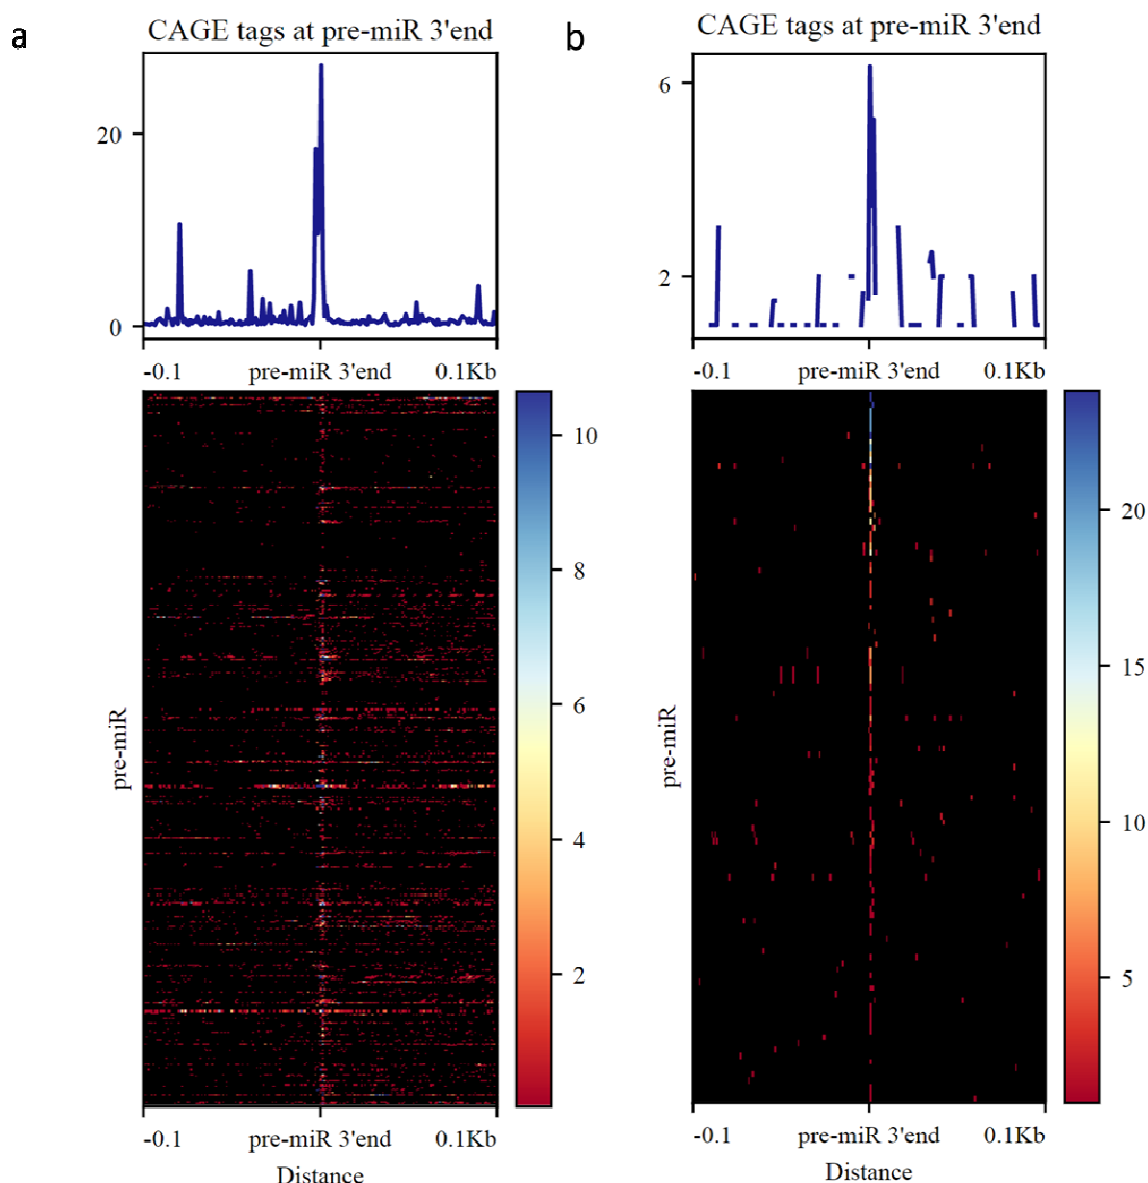 a
CAGE tags at pre-miR 3'end
20
0
-0.1 pre-miR 3'end 0.1Kb
pre-miR
10
8
6
4
2
-0.1 pre-miR 3'end 0.1Kb
Distance
b
CAGE tags at pre-miR 3'end
6
2
-0.1 pre-miR 3'end 0.1Kb
pre-miR
20
15
10
5
-0.1 pre-miR 3'end 0.1Kb
Distance